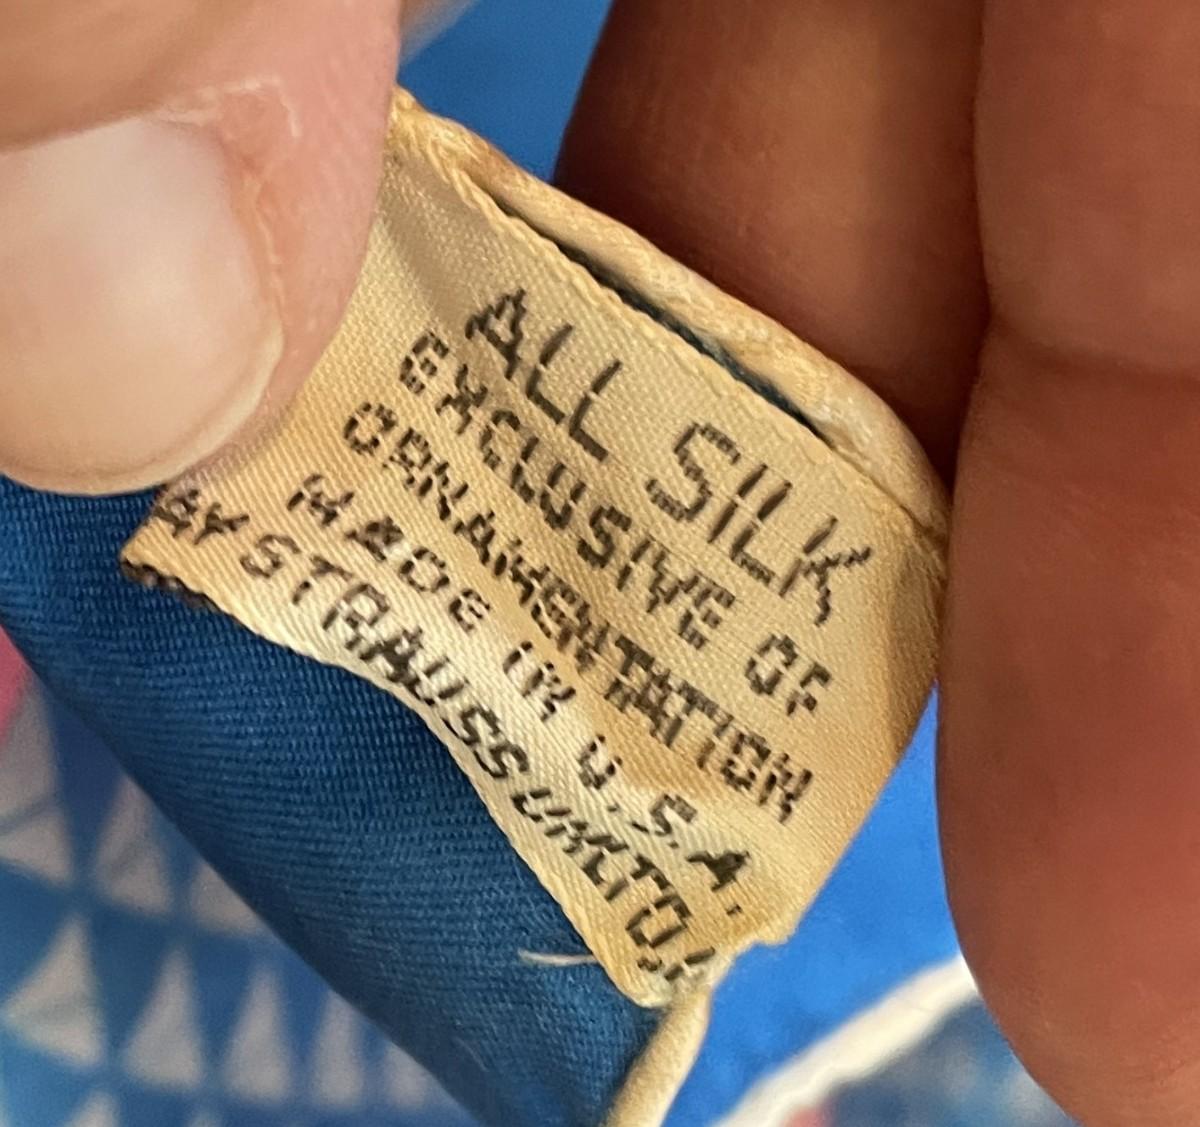 ALL SILK
EXCLUSIVE OF
ORNAMENTATION
MADE IN U.S.A.
BY STRAUSS